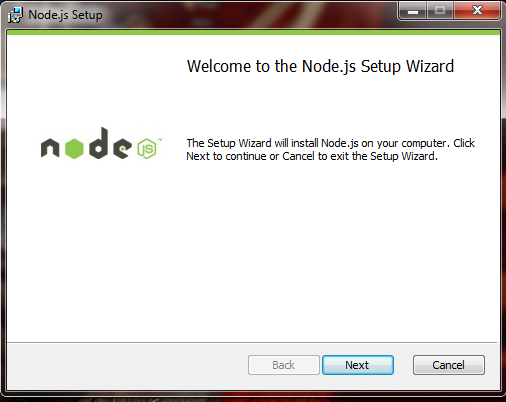 Node.js Setup
Welcome to the Node.js Setup Wizard
node JS
The Setup Wizard will install Node.js on your computer. Click
Next to continue or Cancel to exit the Setup Wizard.
Back
Next
Cancel